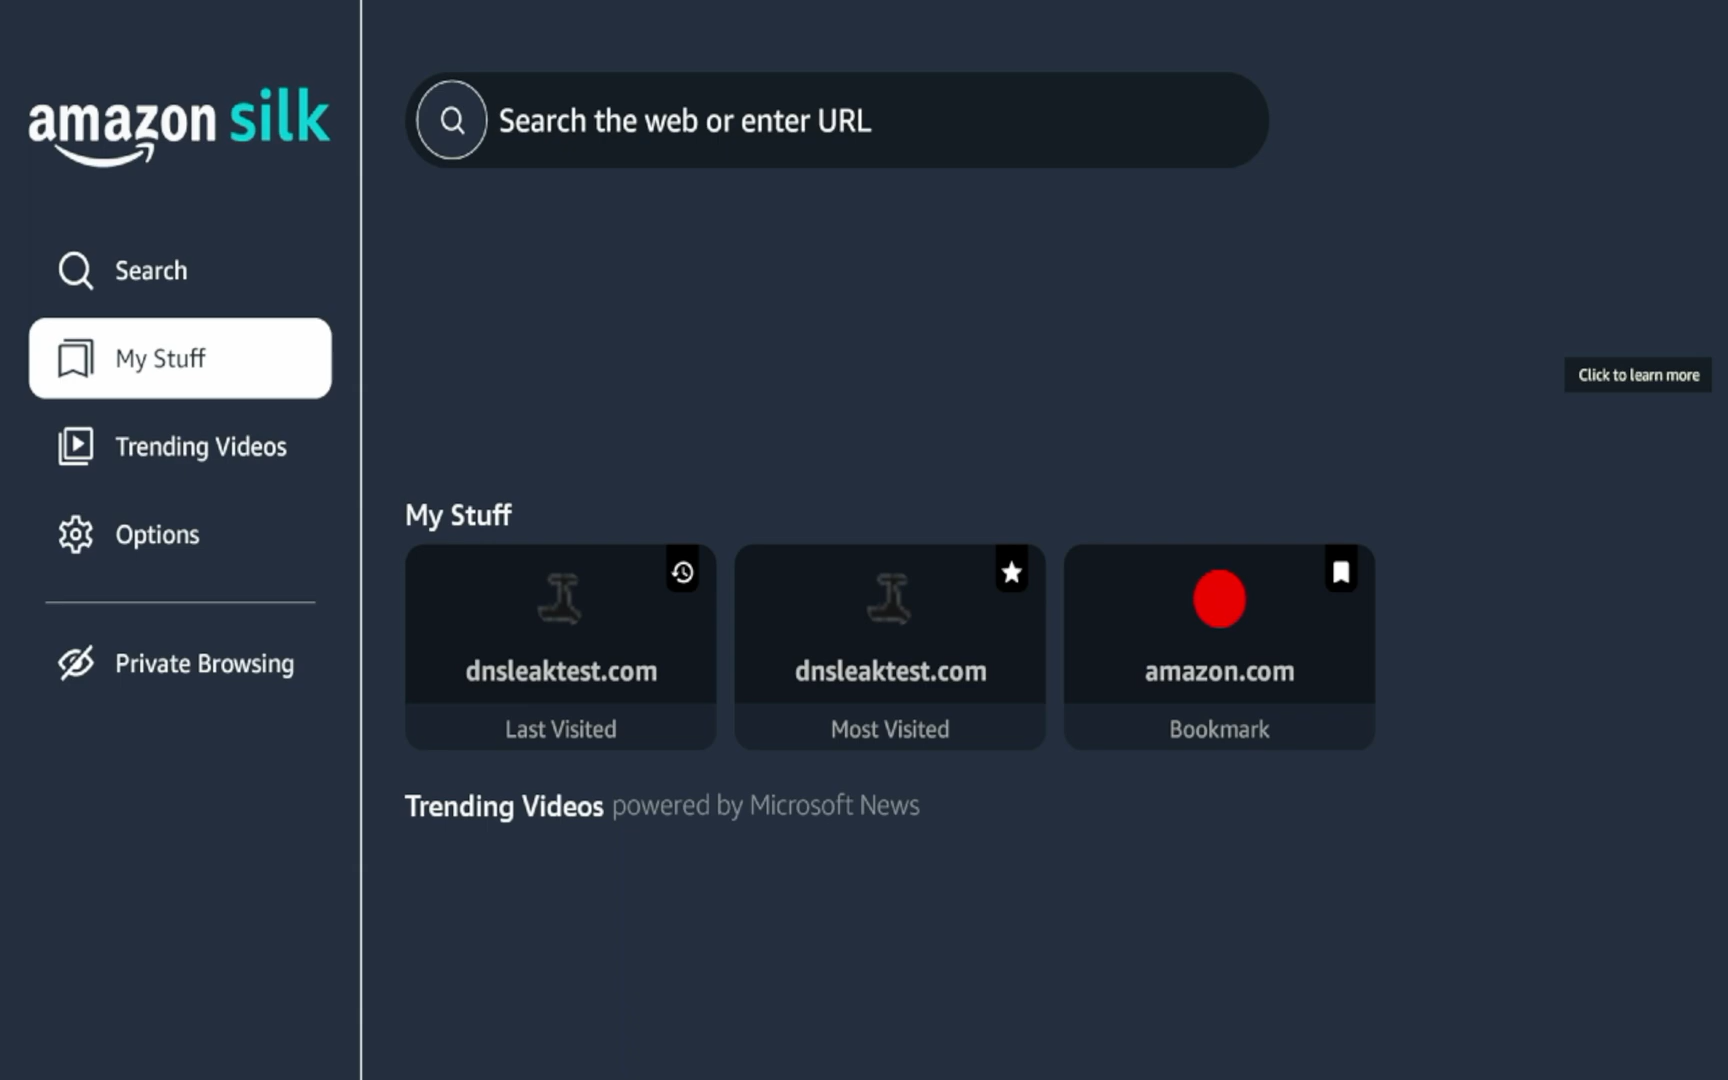 amazon silk
Search
My Stuff
Trending Videos
Options
Private Browsing
Search the web or enter URL
Click to learn more
My Stuff
dnsleaktest.com
Last Visited
dnsleaktest.com
Most Visited
amazon.com
Bookmark
Trending Videos powered by Microsoft News